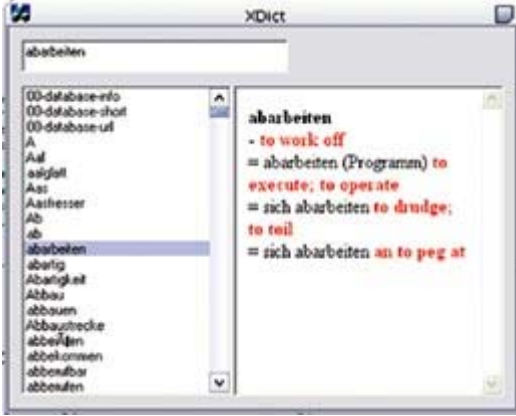 XDict
abarbeiten
00-database-info
00-database-short
00-database-url
A
Aal
aalglatt
Aas
Aasfresser
Ab
ab
abarbeiten
abartig
Abartigkeit
Abbau
abbauen
Abbaustrecke
abbeiÃŸen
abbekommen
abberufbar
abberufen
abarbeiten
- to work off
= abarbeiten (Programm) to
execute; to operate
= sich abarbeiten to drudge;
to toil
= sich abarbeiten an to peg at